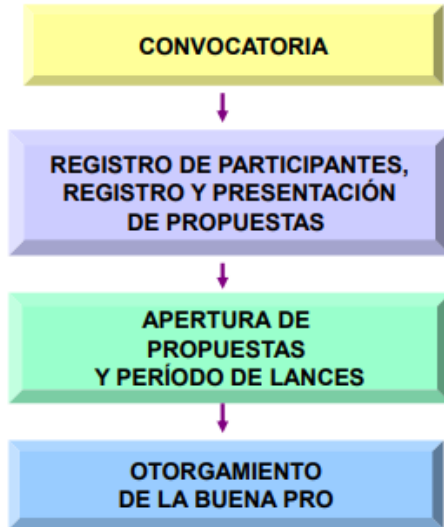 CONVOCATORIA
REGISTRO DE PARTICIPANTES,
REGISTRO Y PRESENTACIÓN
DE PROPUESTAS
APERTURA DE
PROPUESTAS
Y PERÍODO DE LANCES
OTORGAMIENTO
DE LA BUENA PRO